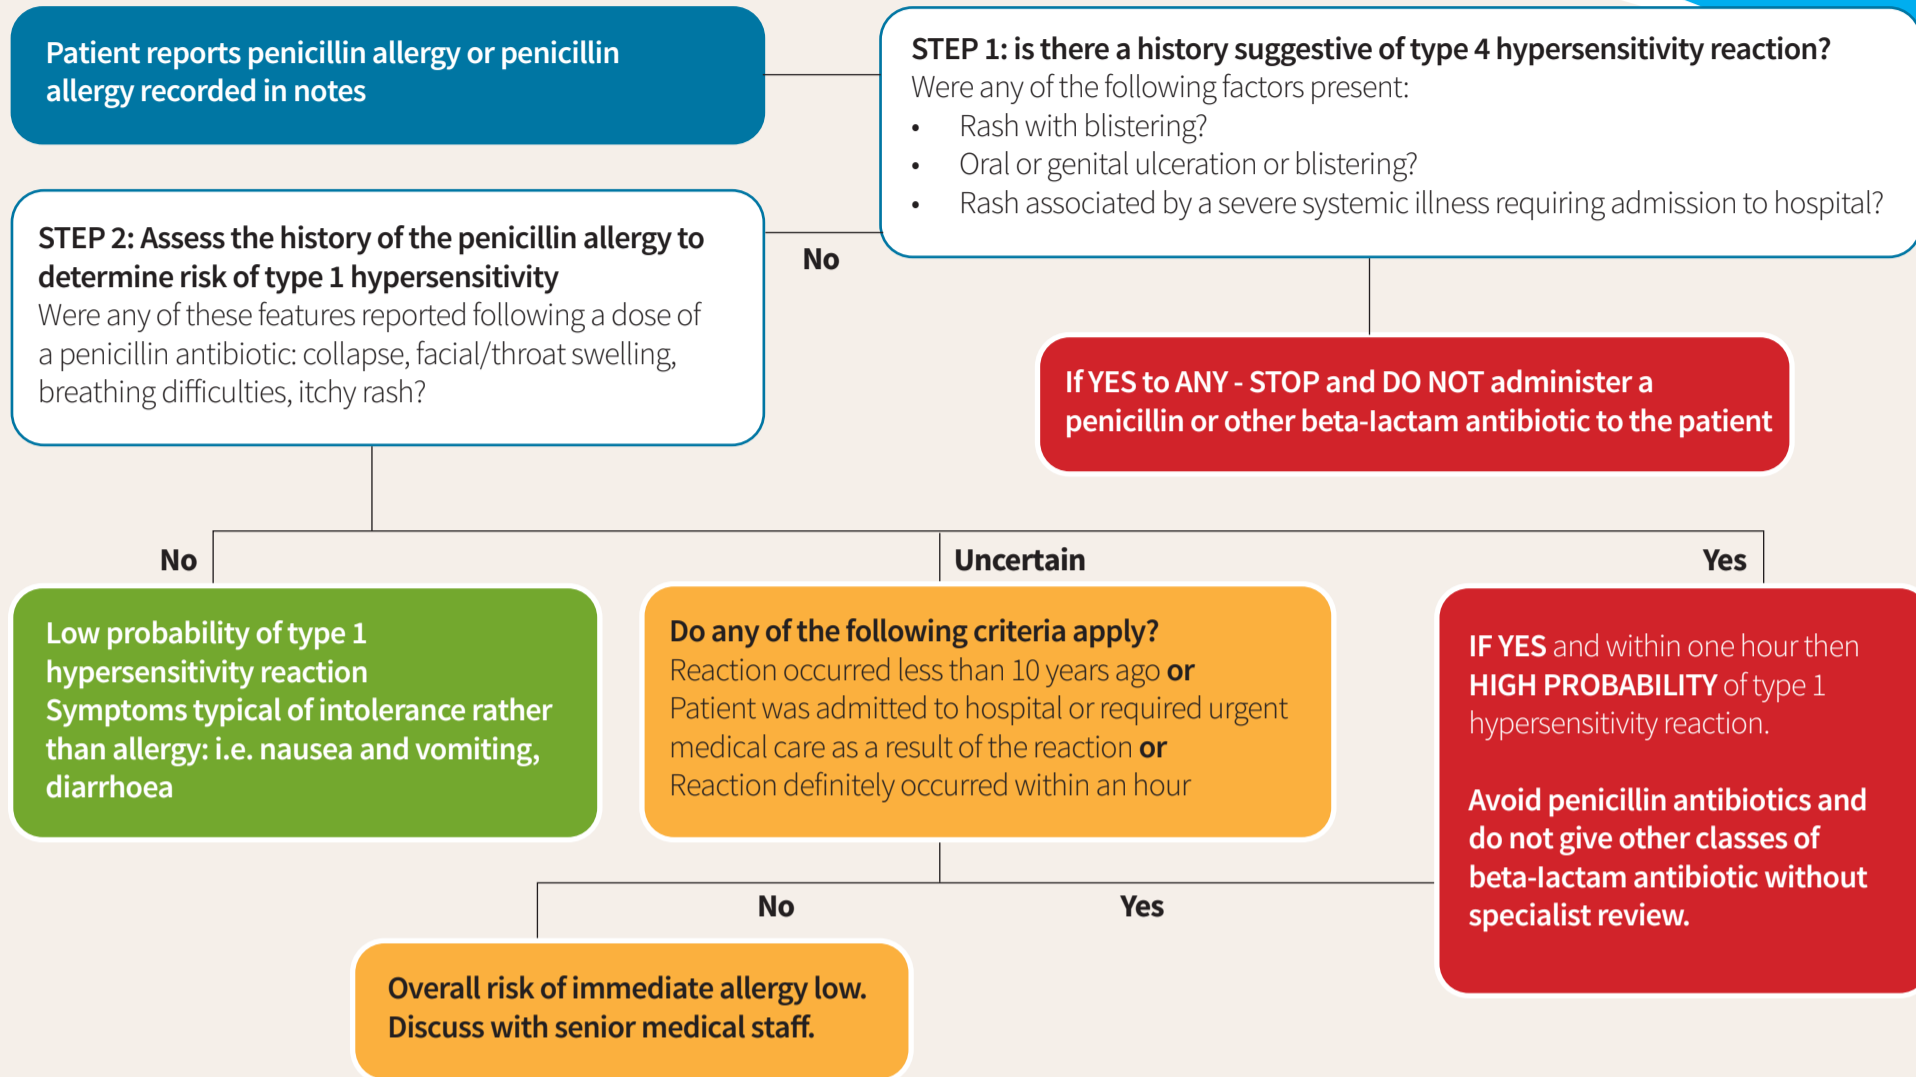 Patient reports penicillin allergy or penicillin
allergy recorded in notes
STEP 1: is there a history suggestive of type 4 hypersensitivity reaction?
Were any of the following factors present:
• Rash with blistering?
• Oral or genital ulceration or blistering?
• Rash associated by a severe systemic illness requiring admission to hospital?
No
If YES to ANY - STOP and DO NOT administer a
penicillin or other beta-lactam antibiotic to the patient
STEP 2: Assess the history of the penicillin allergy to
determine risk of type 1 hypersensitivity
Were any of these features reported following a dose of
a penicillin antibiotic: collapse, facial/throat swelling,
breathing difficulties, itchy rash?
No
Low probability of type 1
hypersensitivity reaction
Symptoms typical of intolerance rather
than allergy: i.e. nausea and vomiting,
diarrhoea
Uncertain
Do any of the following criteria apply?
Reaction occurred less than 10 years ago or
Patient was admitted to hospital or required urgent
medical care as a result of the reaction or
Reaction definitely occurred within an hour
Yes
IF YES and within one hour then
HIGH PROBABILITY of type 1
hypersensitivity reaction.
Avoid penicillin antibiotics and
do not give other classes of
beta-lactam antibiotic without
specialist review.
No
Yes
Overall risk of immediate allergy low.
Discuss with senior medical staff.